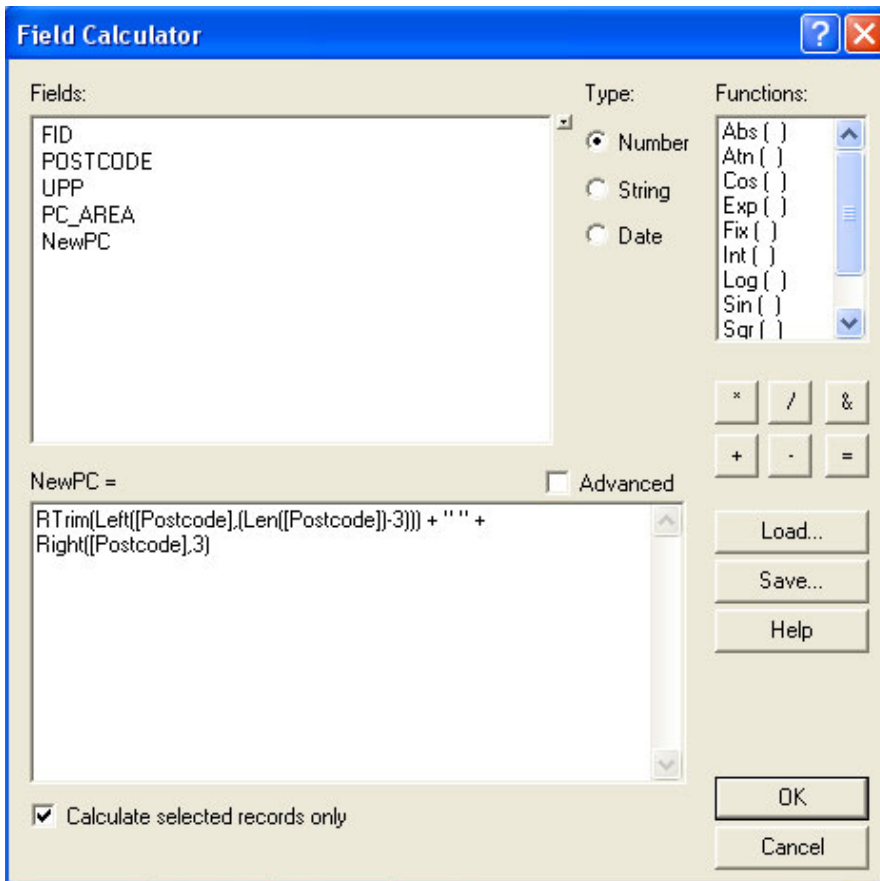 Field Calculator
Fields:
Type:
Functions:
FID
POSTCODE
UPP
PC_AREA
NewPC
Number
String
Date
Abs ( )
Atn ( )
Cos ( )
Exp ( )
Fix ( )
Int ( )
Log ( )
Sin ( )
Sqr ( )
* / &
+ - =
NewPC =
Advanced
RTrim(Left([Postcode],(Len([Postcode])-3))) + " " +
Right([Postcode],3)
Load...
Save...
Help
Calculate selected records only
OK
Cancel